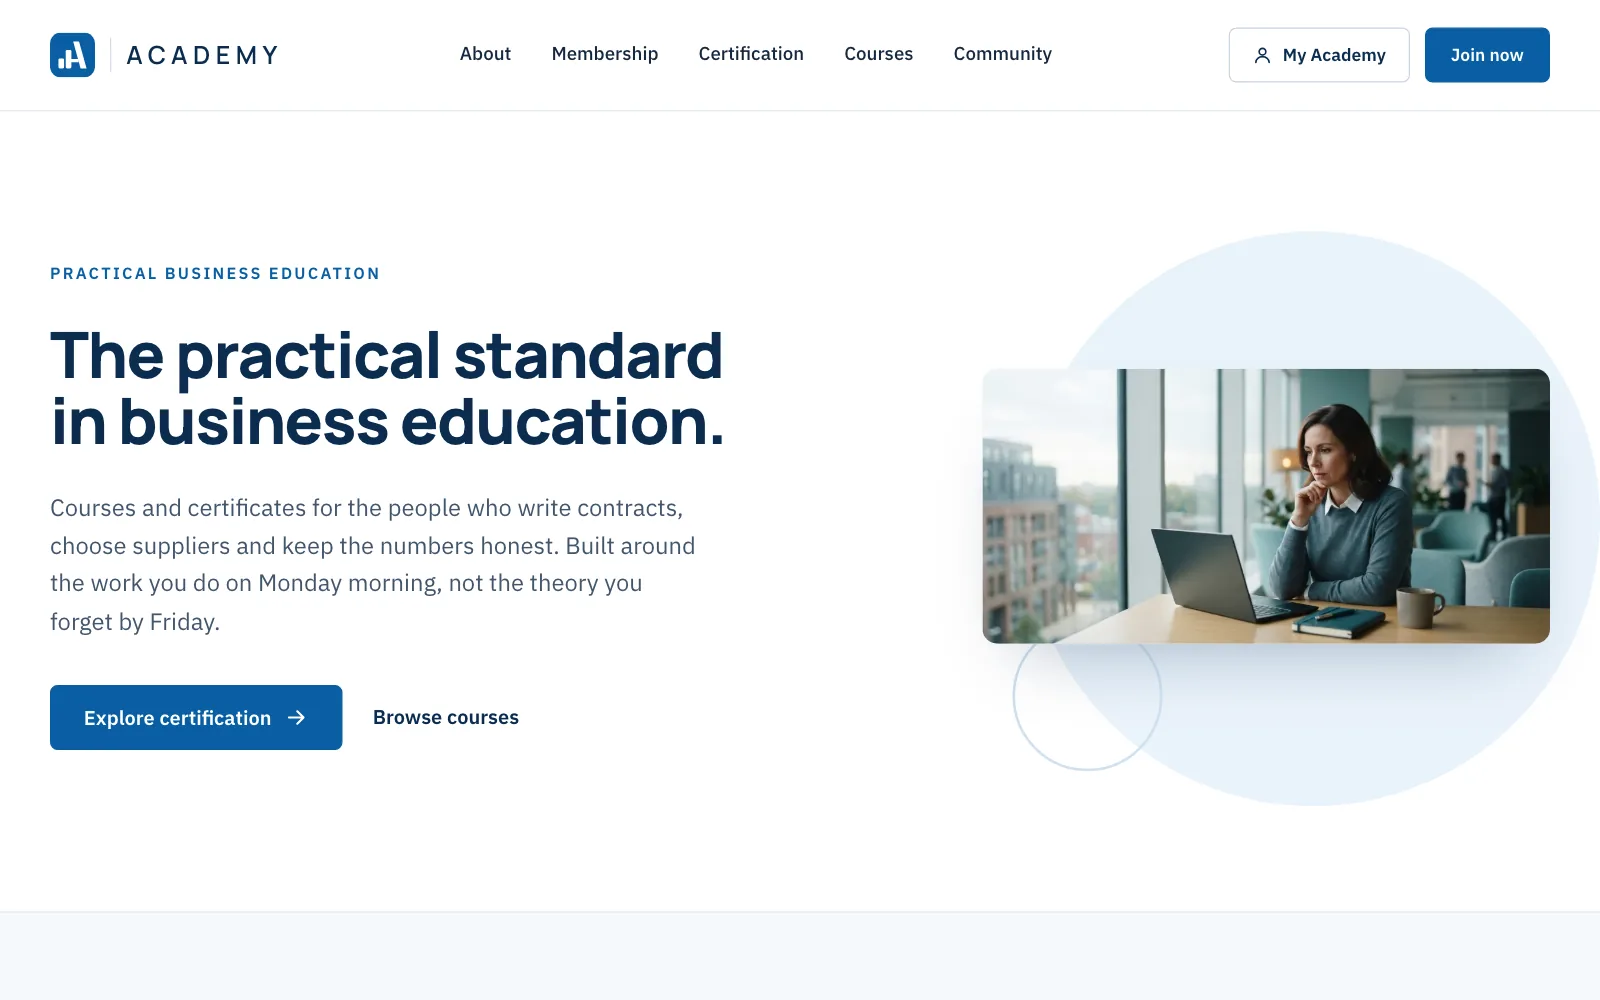 ACADEMY
About
Membership
Certification
Courses
Community
My Academy
Join now
PRACTICAL BUSINESS EDUCATION
The practical standard
in business education.
Courses and certificates for the people who write contracts,
choose suppliers and keep the numbers honest. Built around
the work you do on Monday morning, not the theory you
forget by Friday.
Explore certification
Browse courses